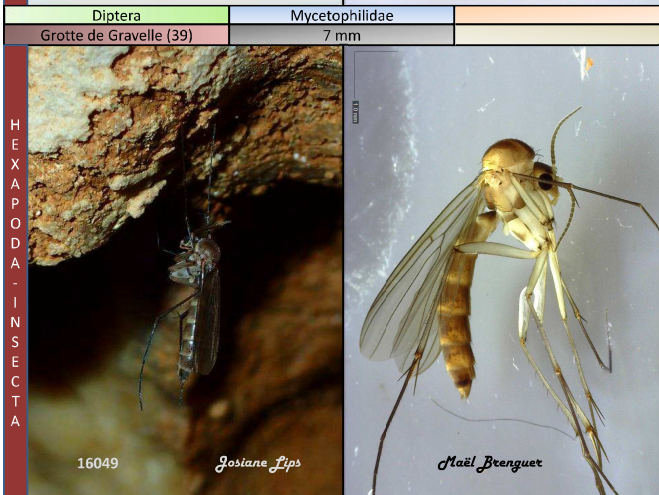 Diptera
Mycetophilidae
Grotte de Gravelle (39)
7 mm
HEXAPODA - INSECTA
16049
Josiane Lips
Maël Brenguer